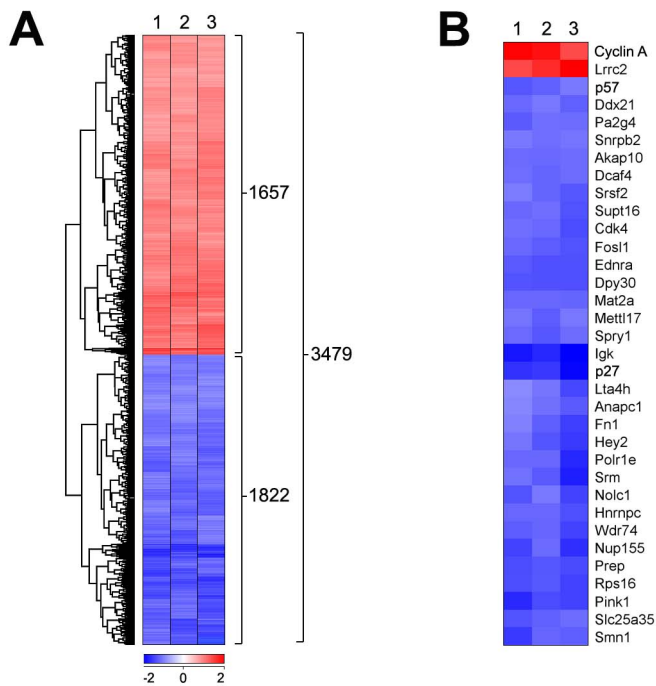 A
1 2 3
1657
3479
1822
-2 0 2
B
1 2 3
Cyclin A
Lrrc2
p57
Ddx21
Pa2g4
Snrpb2
Akap10
Dcaf4
Srsf2
Supt16
Cdk4
Fosl1
Ednra
Dpy30
Mat2a
Mettl17
Spry1
Igk
p27
Lta4h
Anapc1
Fn1
Hey2
Polr1e
Srm
Nolc1
Hnrnpc
Wdr74
Nup155
Prep
Rps16
Pink1
Slc25a35
Smn1